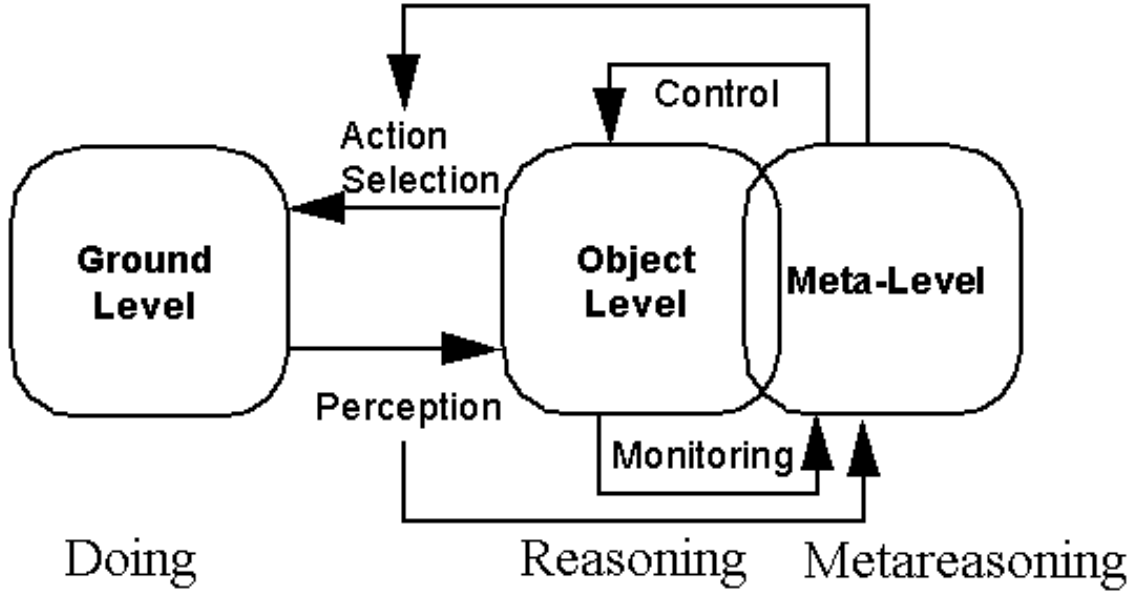 Control
Action
Selection
Ground
Level
Object
Level
Meta-Level
Perception
Monitoring
Doing
Reasoning
Metareasoning